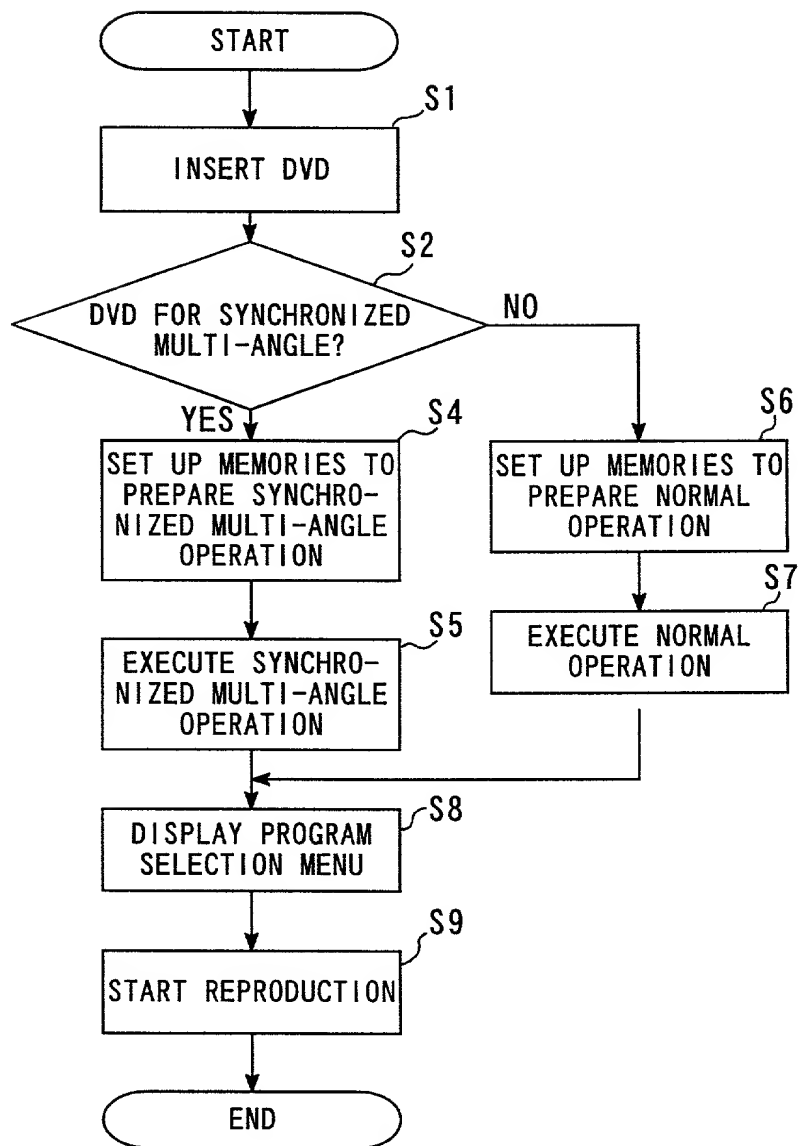 START
S1
INSERT DVD
S2
DVD FOR SYNCHRONIZED
MULTI-ANGLE?
NO
YES
S4
SET UP MEMORIES TO
PREPARE SYNCHRO-
NIZED MULTI-ANGLE
OPERATION
S6
SET UP MEMORIES TO
PREPARE NORMAL
OPERATION
S5
EXECUTE SYNCHRO-
NIZED MULTI-ANGLE
OPERATION
S7
EXECUTE NORMAL
OPERATION
S8
DISPLAY PROGRAM
SELECTION MENU
S9
START REPRODUCTION
END